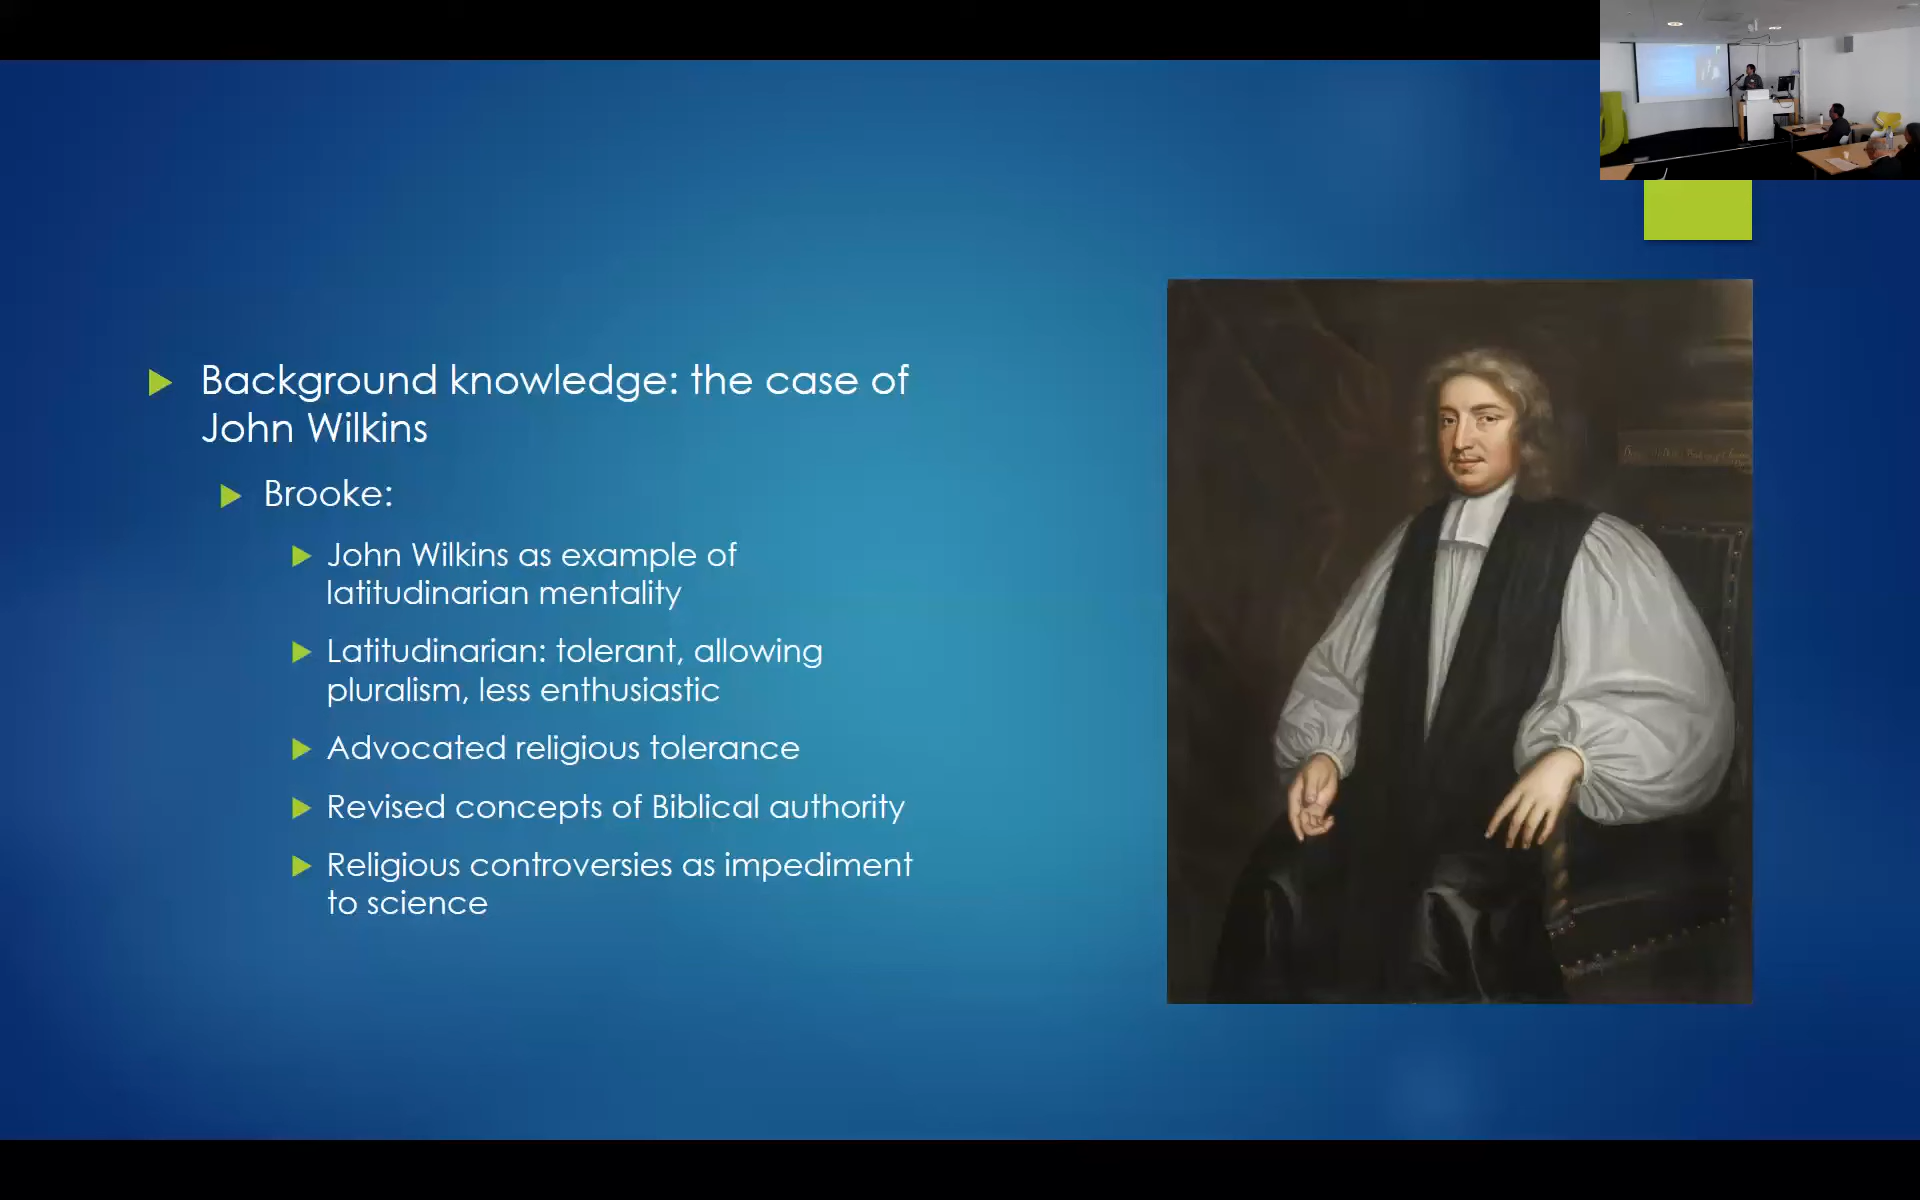 Background knowledge: the case of
John Wilkins
Brooke:
John Wilkins as example of
latitudinarian mentality
Latitudinarian: tolerant, allowing
pluralism, less enthusiastic
Advocated religious tolerance
Revised concepts of Biblical authority
Religious controversies as impediment
to science